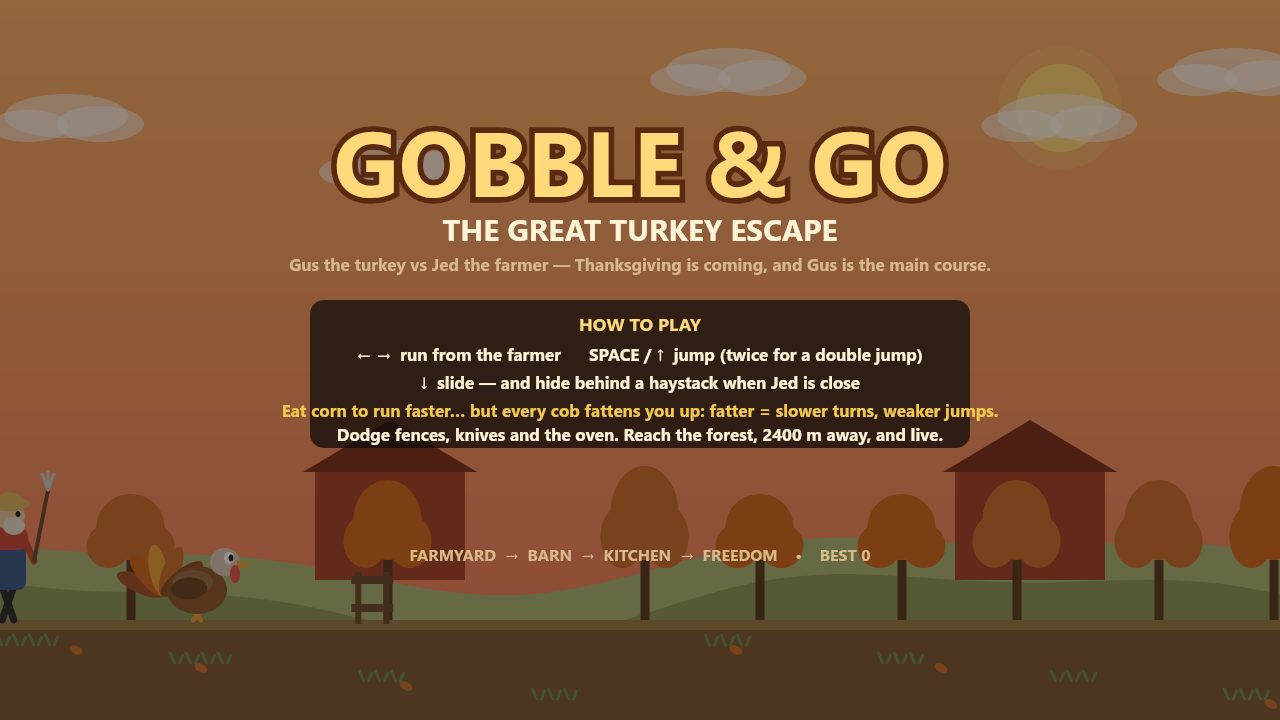 GOBBLE & GO
THE GREAT TURKEY ESCAPE
Gus the turkey vs Jed the farmer — Thanksgiving is coming, and Gus is the main course.
HOW TO PLAY
← → run from the farmer SPACE / ↑ jump (twice for a double jump)
↓ slide — and hide behind a haystack when Jed is close
Eat corn to run faster... but every cob fattens you up: fatter = slower turns, weaker jumps.
Dodge fences, knives and the oven. Reach the forest, 2400 m away, and live.
FARMYARD → BARN → KITCHEN → FREEDOM • BEST 0